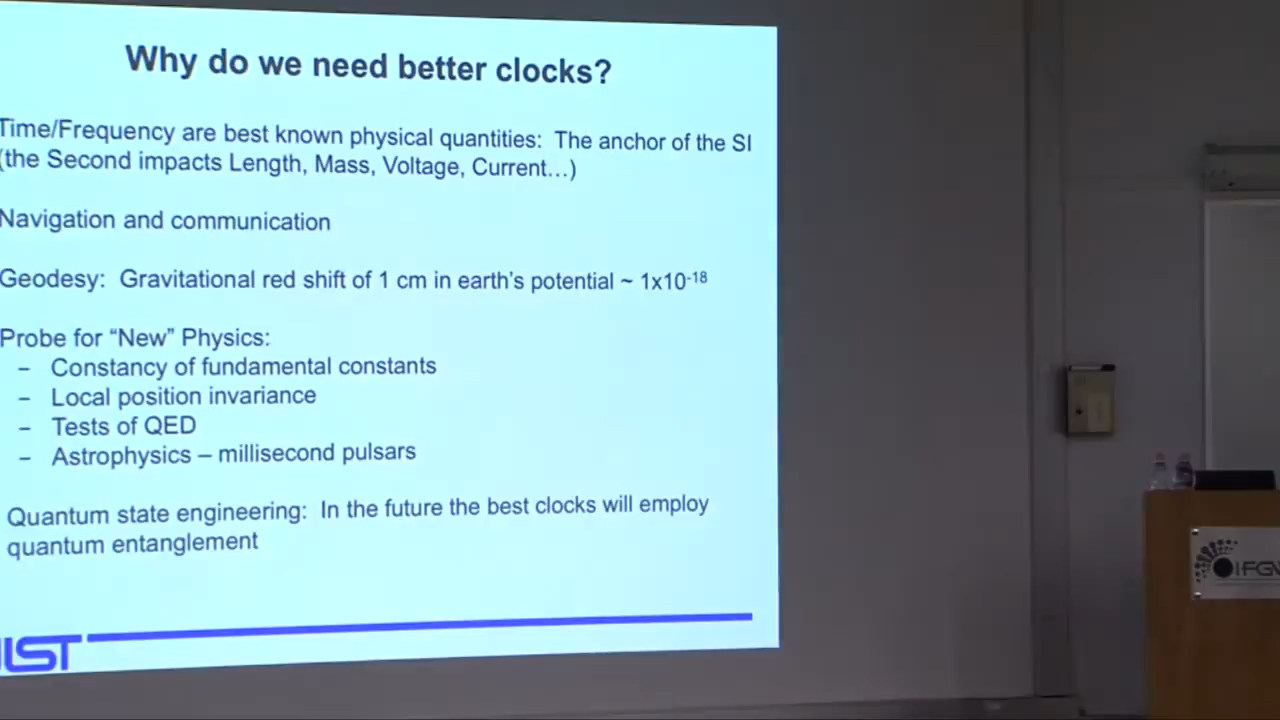 Why do we need better clocks?
Time/Frequency are best known physical quantities: The anchor of the SI
(the Second impacts Length, Mass, Voltage, Current…)
Navigation and communication
Geodesy: Gravitational red shift of 1 cm in earth's potential ~ 1x10⁻¹⁸
Probe for “New” Physics:
– Constancy of fundamental constants
– Local position invariance
– Tests of QED
– Astrophysics – millisecond pulsars
Quantum state engineering: In the future the best clocks will employ
quantum entanglement